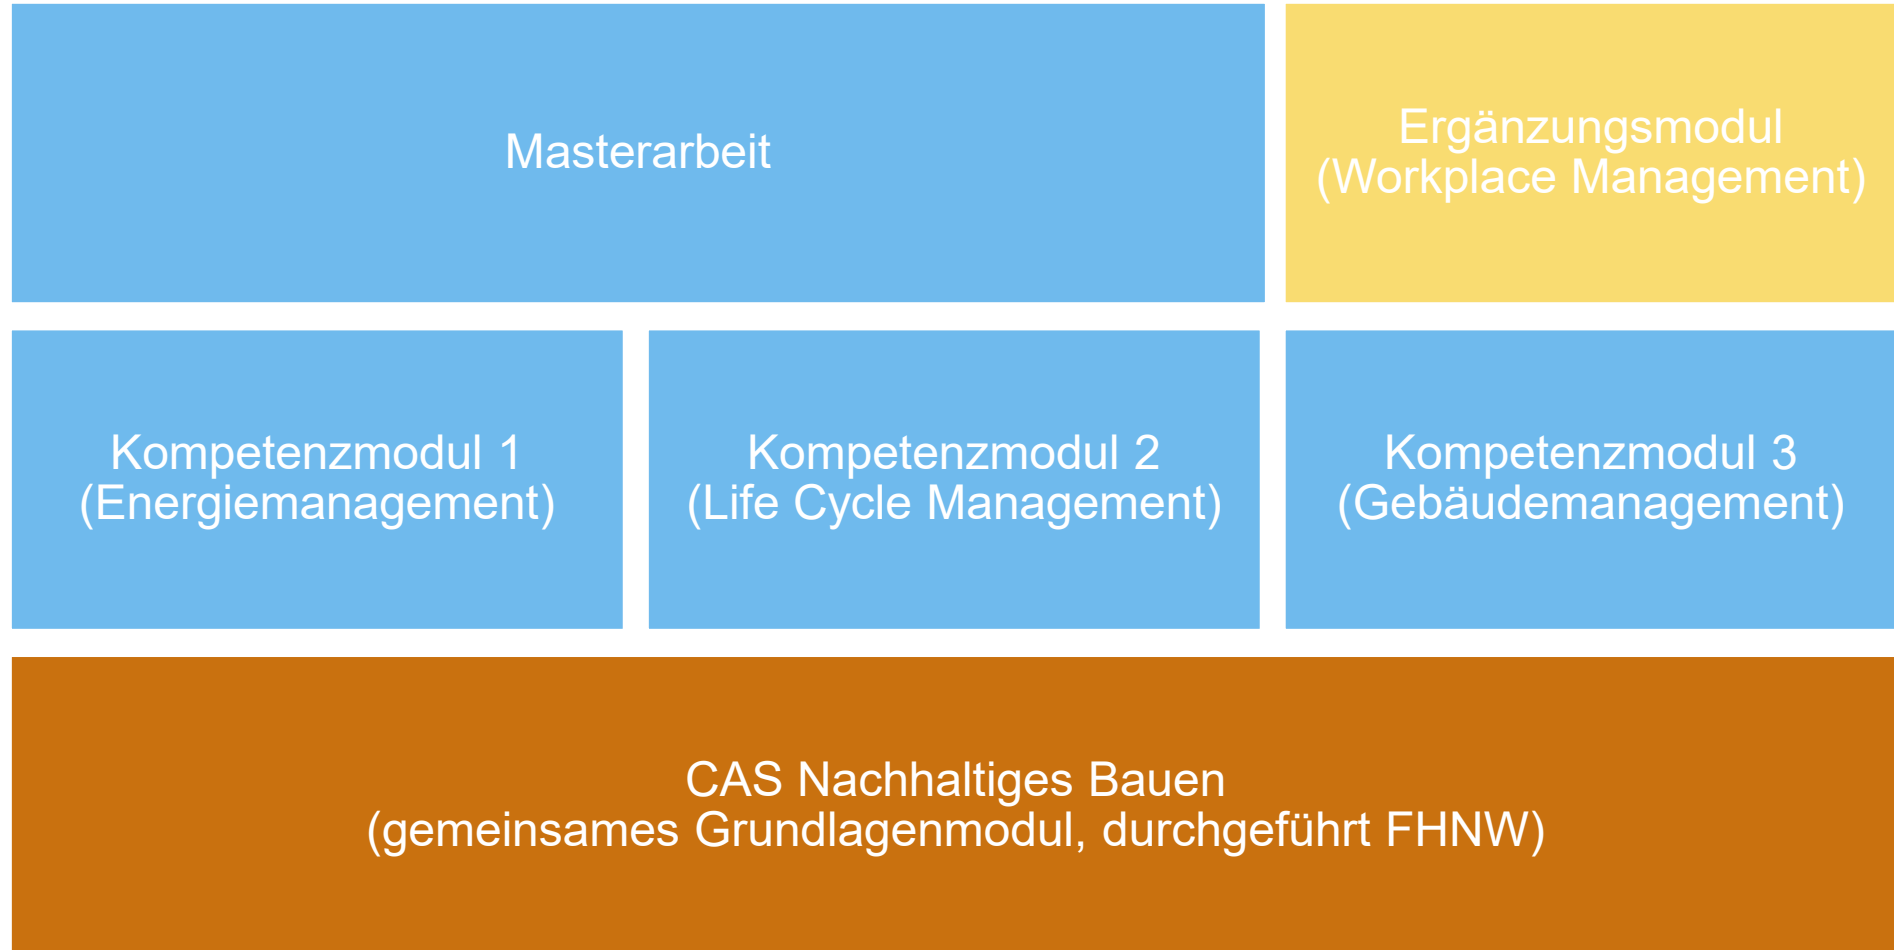 Masterarbeit
Ergänzungsmodul
(Workplace Management)
Kompetenzmodul 1
(Energiemanagement)
Kompetenzmodul 2
(Life Cycle Management)
Kompetenzmodul 3
(Gebäudemanagement)
CAS Nachhaltiges Bauen
(gemeinsames Grundlagenmodul, durchgeführt FHNW)